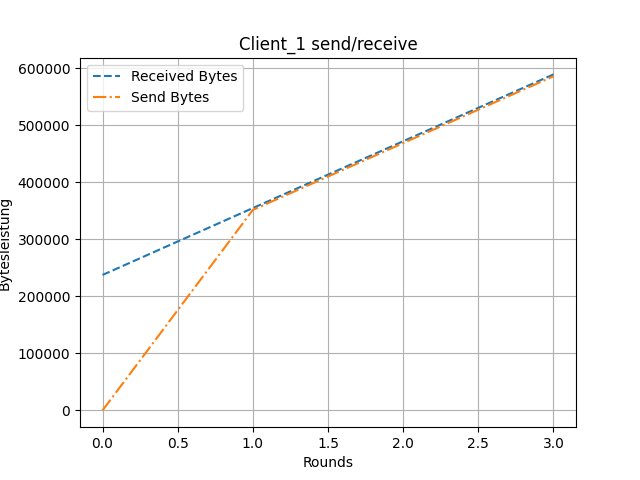 Client_1 send/receive
Received Bytes
Send Bytes
600000
500000
400000
300000
200000
100000
0
Bytesleistung
0.0 0.5 1.0 1.5 2.0 2.5 3.0
Rounds